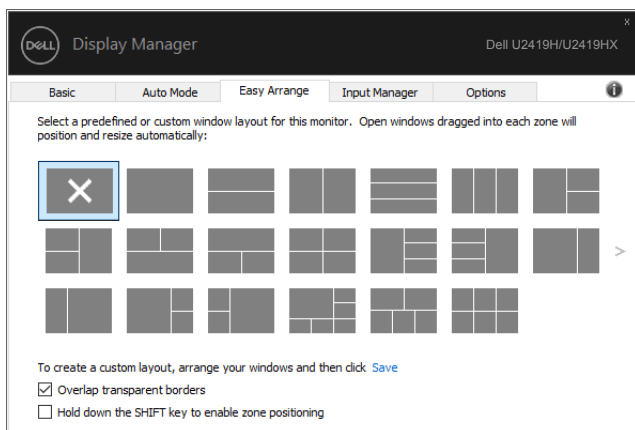 x
DELL Display Manager Dell U2419H/U2419HX
Basic Auto Mode Easy Arrange Input Manager Options i
Select a predefined or custom window layout for this monitor. Open windows dragged into each zone will
position and resize automatically:
>
To create a custom layout, arrange your windows and then click Save
Overlap transparent borders
Hold down the SHIFT key to enable zone positioning